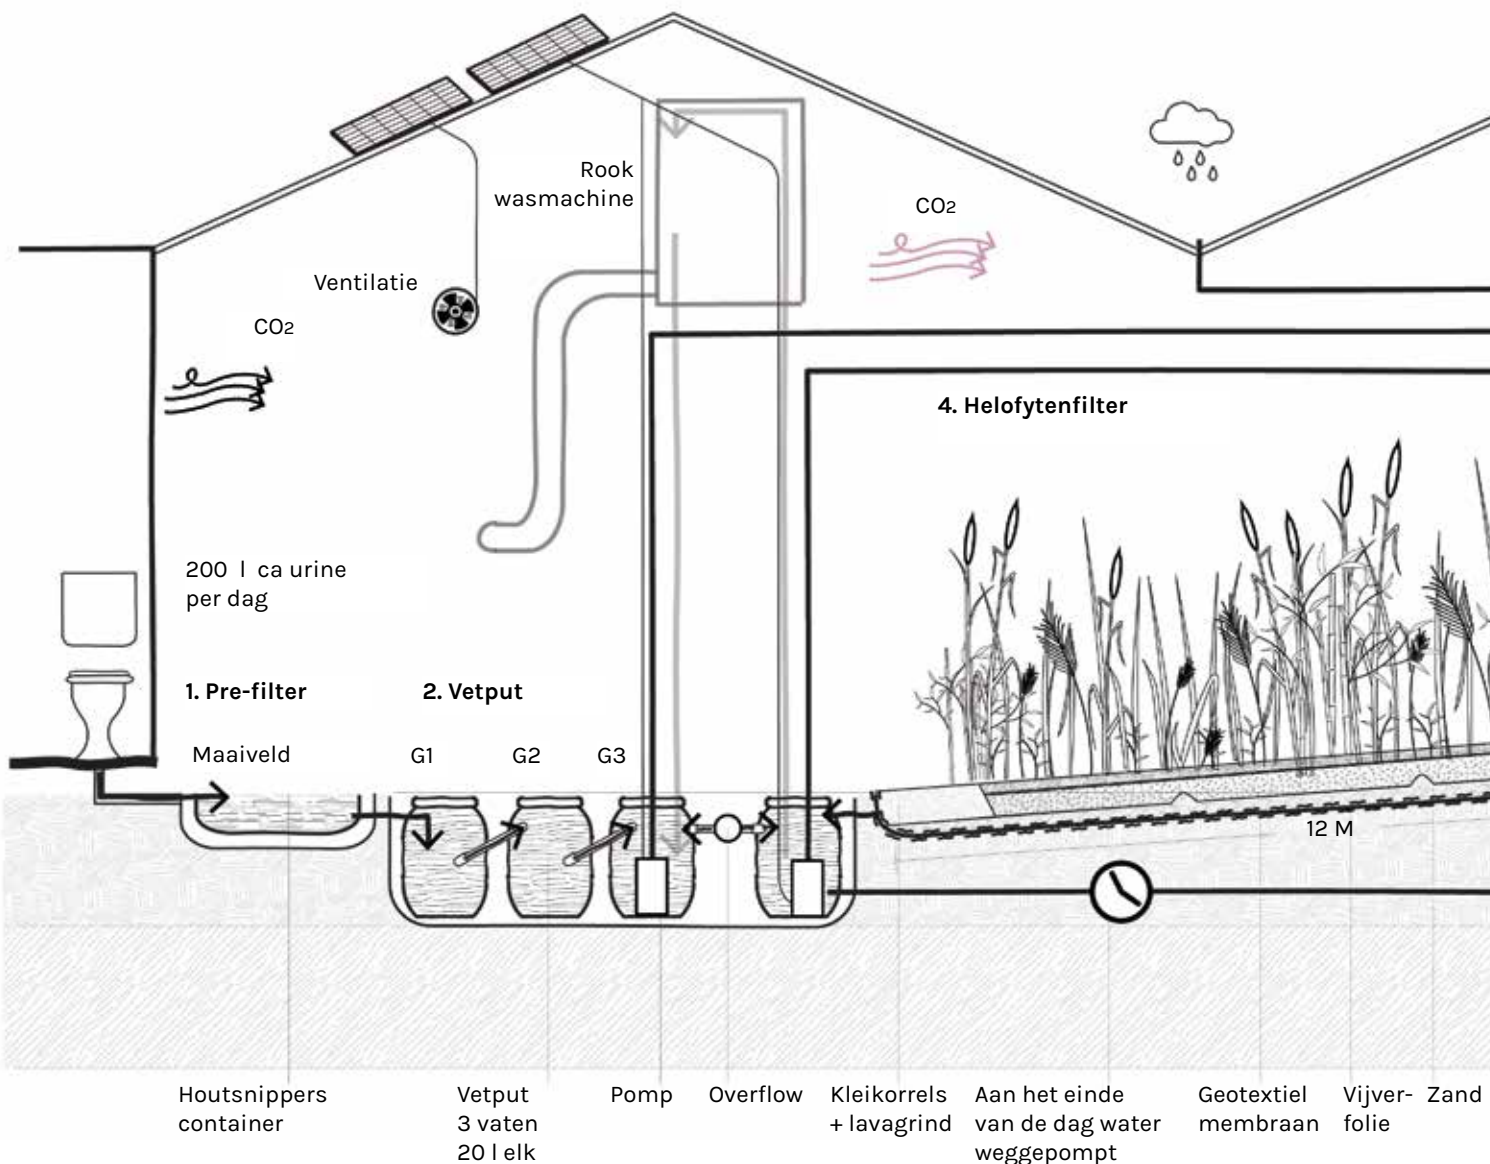 Rook
wasmachine
CO2
Ventilatie
CO2
4. Helofytenfilter
200 l ca urine
per dag
1. Pre-filter
2. Vetput
Maaiveld
G1
G2
G3
12 M
Houtsnippers
container
Vetput
3 vaten
20 l elk
Pomp
Overflow
Kleikorrels
+ lavagrind
Aan het einde
van de dag water
weggepompt
Geotextiel
membraan
Vijver-
folie
Zand